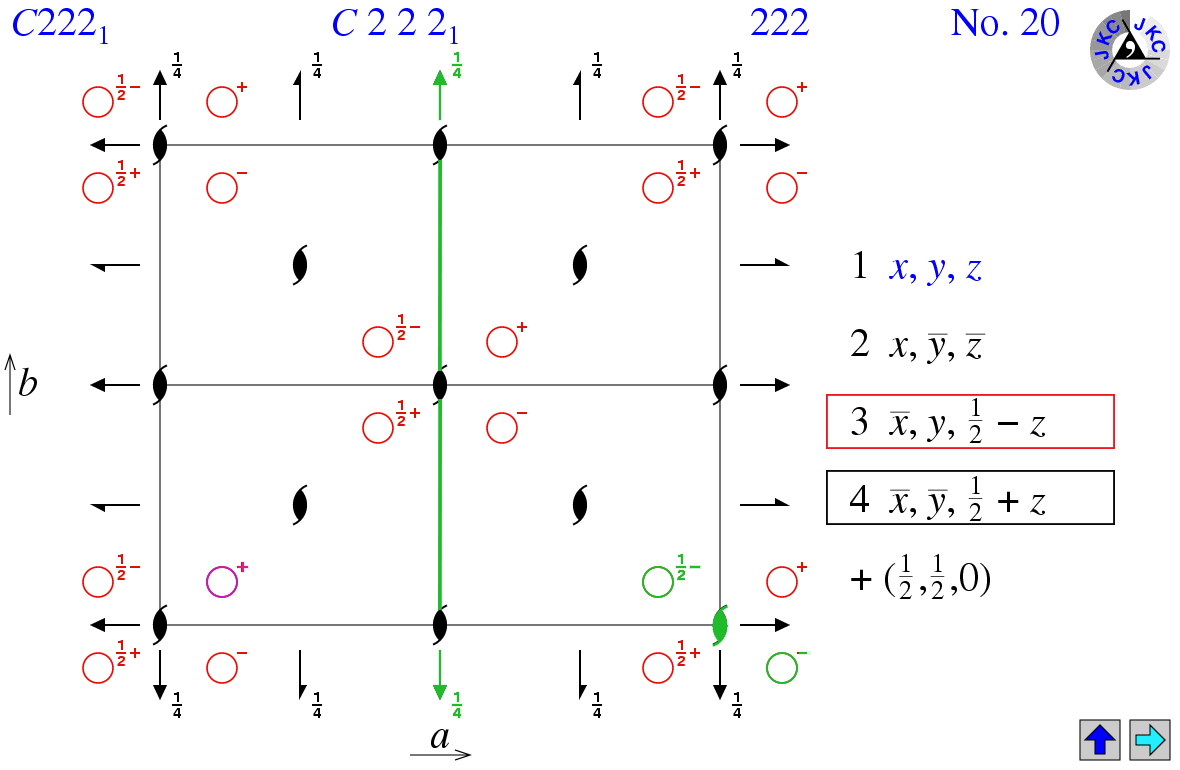 C222₁ C 2 2 2₁ 222 No. 20
JKC JKC JKC
¼ ¼ ¼ ¼ ¼
½− + ½− +
½+ − ½+ −
1 x, y, z
½− +
2 x, y̅, z̅
b
½+ −
3 x̅, y, ½ − z
4 x̅, y̅, ½ + z
½− + ½− +
+ (½,½,0)
½+ − ½+ −
¼ ¼ ¼ ¼ ¼
a